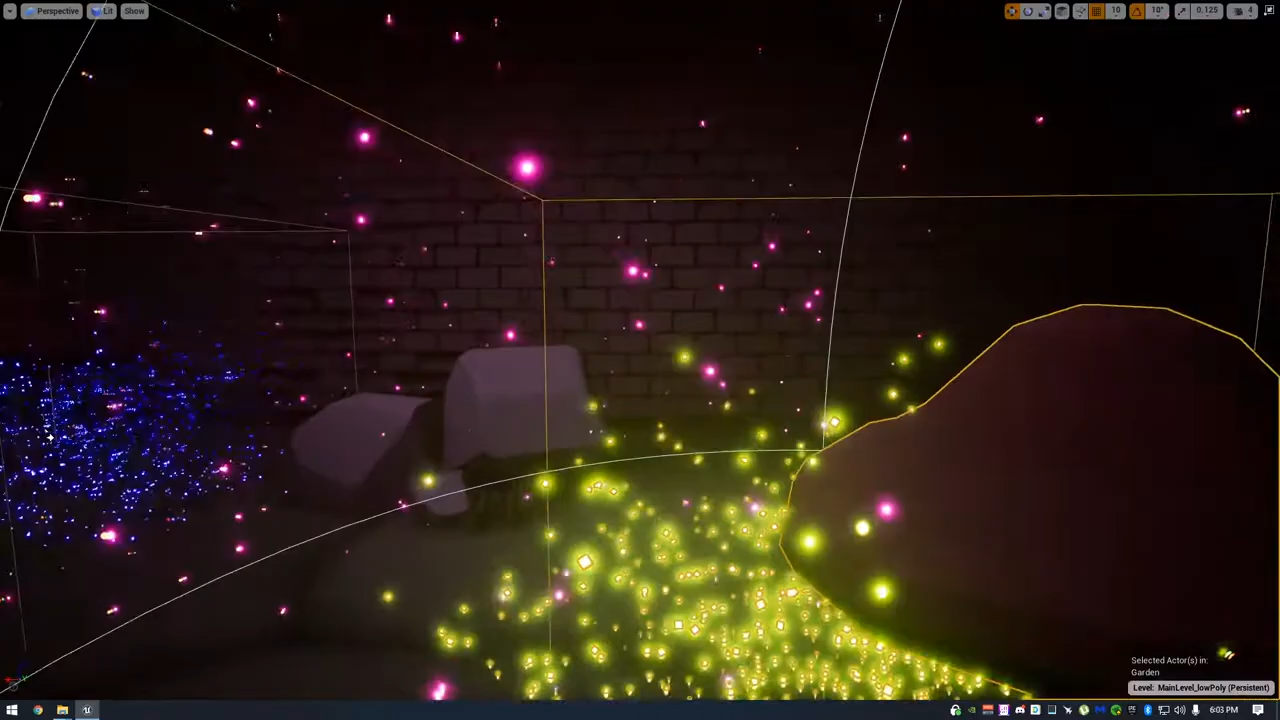 Perspective Lit Show 10 10° 0.125 4
Selected Actor(s) in:
Garden
Level: MainLevel_lowPoly (Persistent)
6:03 PM